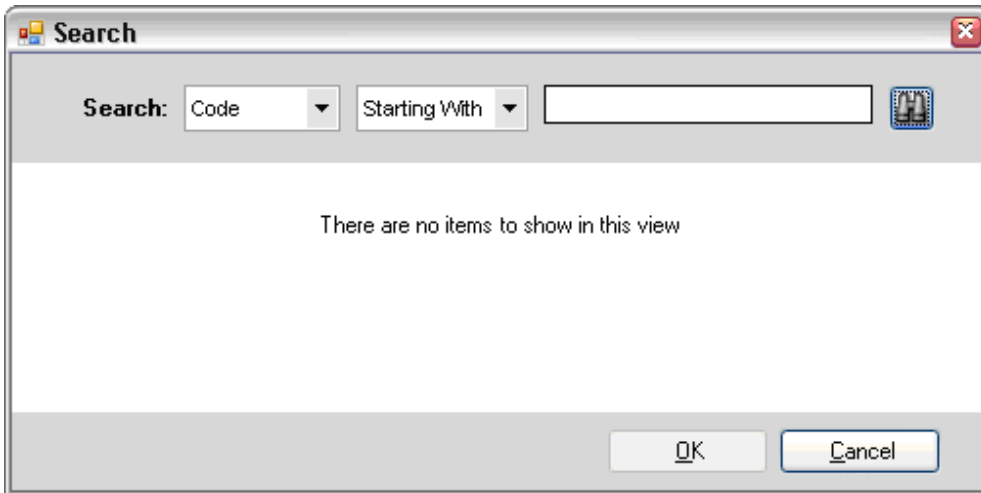 Search
Search: Code Starting With
There are no items to show in this view
OK Cancel